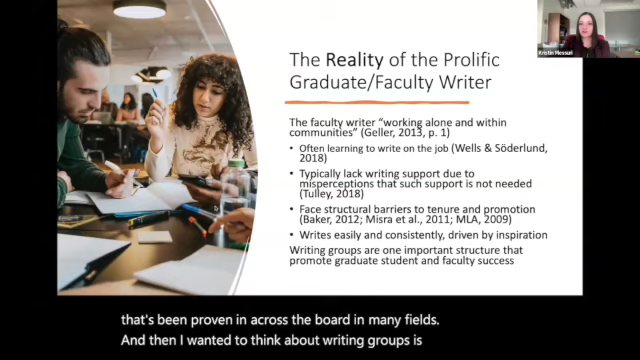 Kristin Messuri
The Reality of the Prolific
Graduate/Faculty Writer
The faculty writer “working alone and within
communities” (Geller, 2013, p. 1)
• Often learning to write on the job (Wells & Söderlund,
2018)
• Typically lack writing support due to
misperceptions that such support is not needed
(Tulley, 2018)
• Face structural barriers to tenure and promotion
(Baker, 2012; Misra et al., 2011; MLA, 2009)
• Writes easily and consistently, driven by inspiration
Writing groups are one important structure that
promote graduate student and faculty success
that's been proven in across the board in many fields.
And then I wanted to think about writing groups is